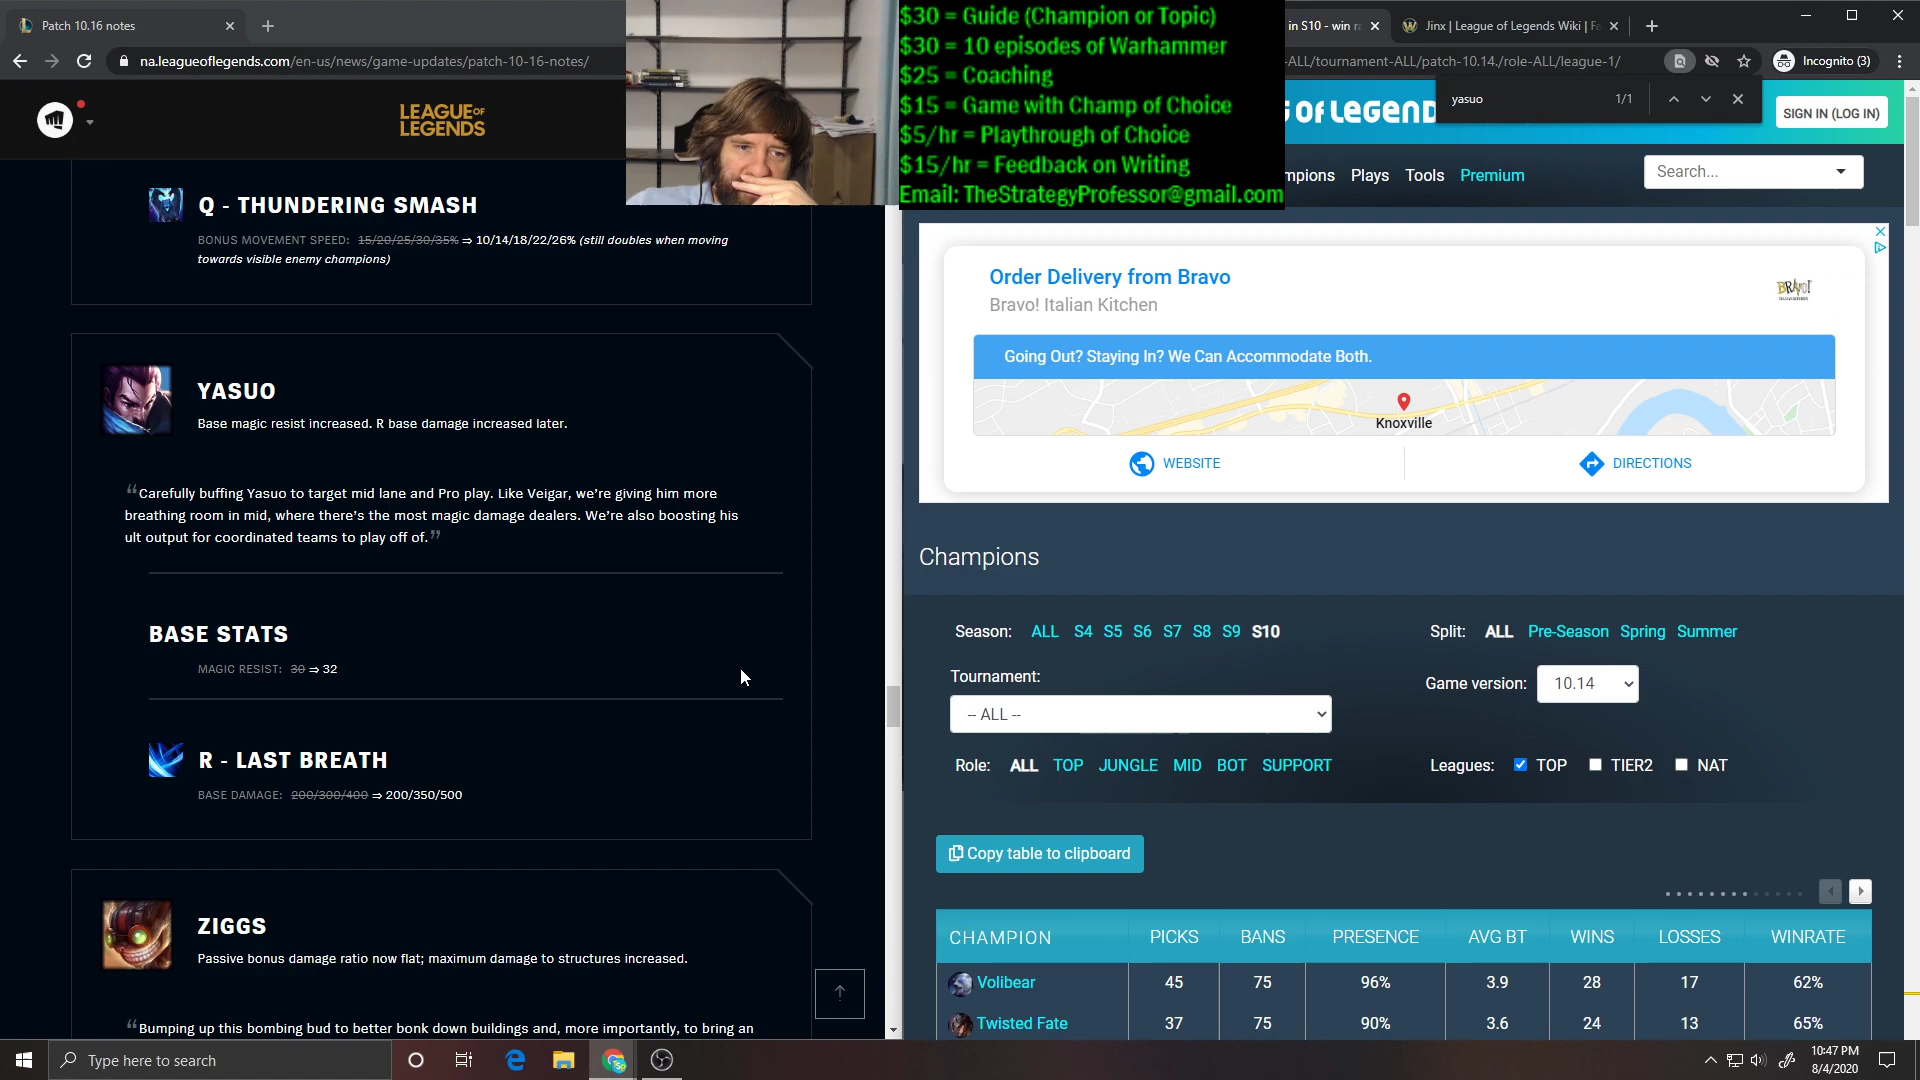 Patch 10.16 notes
na.leagueoflegends.com/en-us/news/game-updates/patch-10-16-notes/
LEAGUE OF
LEGENDS
Q - THUNDERING SMASH
BONUS MOVEMENT SPEED: 15/20/25/30/35% ⇒ 10/14/18/22/26% (still doubles when moving
towards visible enemy champions)
YASUO
Base magic resist increased. R base damage increased later.
“Carefully buffing Yasuo to target mid lane and Pro play. Like Veigar, we’re giving him more
breathing room in mid, where there’s the most magic damage dealers. We’re also boosting his
ult output for coordinated teams to play off of.”
BASE STATS
MAGIC RESIST: 30 ⇒ 32
R - LAST BREATH
BASE DAMAGE: 200/300/400 ⇒ 200/350/500
ZIGGS
Passive bonus damage ratio now flat; maximum damage to structures increased.
“Bumping up this bombing bud to better bonk down buildings and, more importantly, to bring an
$30 = Guide (Champion or Topic)
$30 = 10 episodes of Warhammer
$25 = Coaching
$15 = Game with Champ of Choice
$5/hr = Playthrough of Choice
$15/hr = Feedback on Writing
Email: TheStrategyProfessor@gmail.com
in S10 - win r
Jinx | League of Legends Wiki | F
-ALL/tournament-ALL/patch-10.14./role-ALL/league-1/
Incognito (3)
yasuo
1/1
OF LEGEND
SIGN IN (LOG IN)
mpions
Plays
Tools
Premium
Search...
Order Delivery from Bravo
Bravo! Italian Kitchen
BRAVO!
Going Out? Staying In? We Can Accommodate Both.
Knoxville
WEBSITE
DIRECTIONS
Champions
Season: ALL S4 S5 S6 S7 S8 S9 S10
Split: ALL Pre-Season Spring Summer
Tournament:
-- ALL --
Game version: 10.14
Role: ALL TOP JUNGLE MID BOT SUPPORT
Leagues: TOP TIER2 NAT
Copy table to clipboard
CHAMPION PICKS BANS PRESENCE AVG BT WINS LOSSES WINRATE
Volibear 45 75 96% 3.9 28 17 62%
Twisted Fate 37 75 90% 3.6 24 13 65%
Type here to search
10:47 PM
8/4/2020